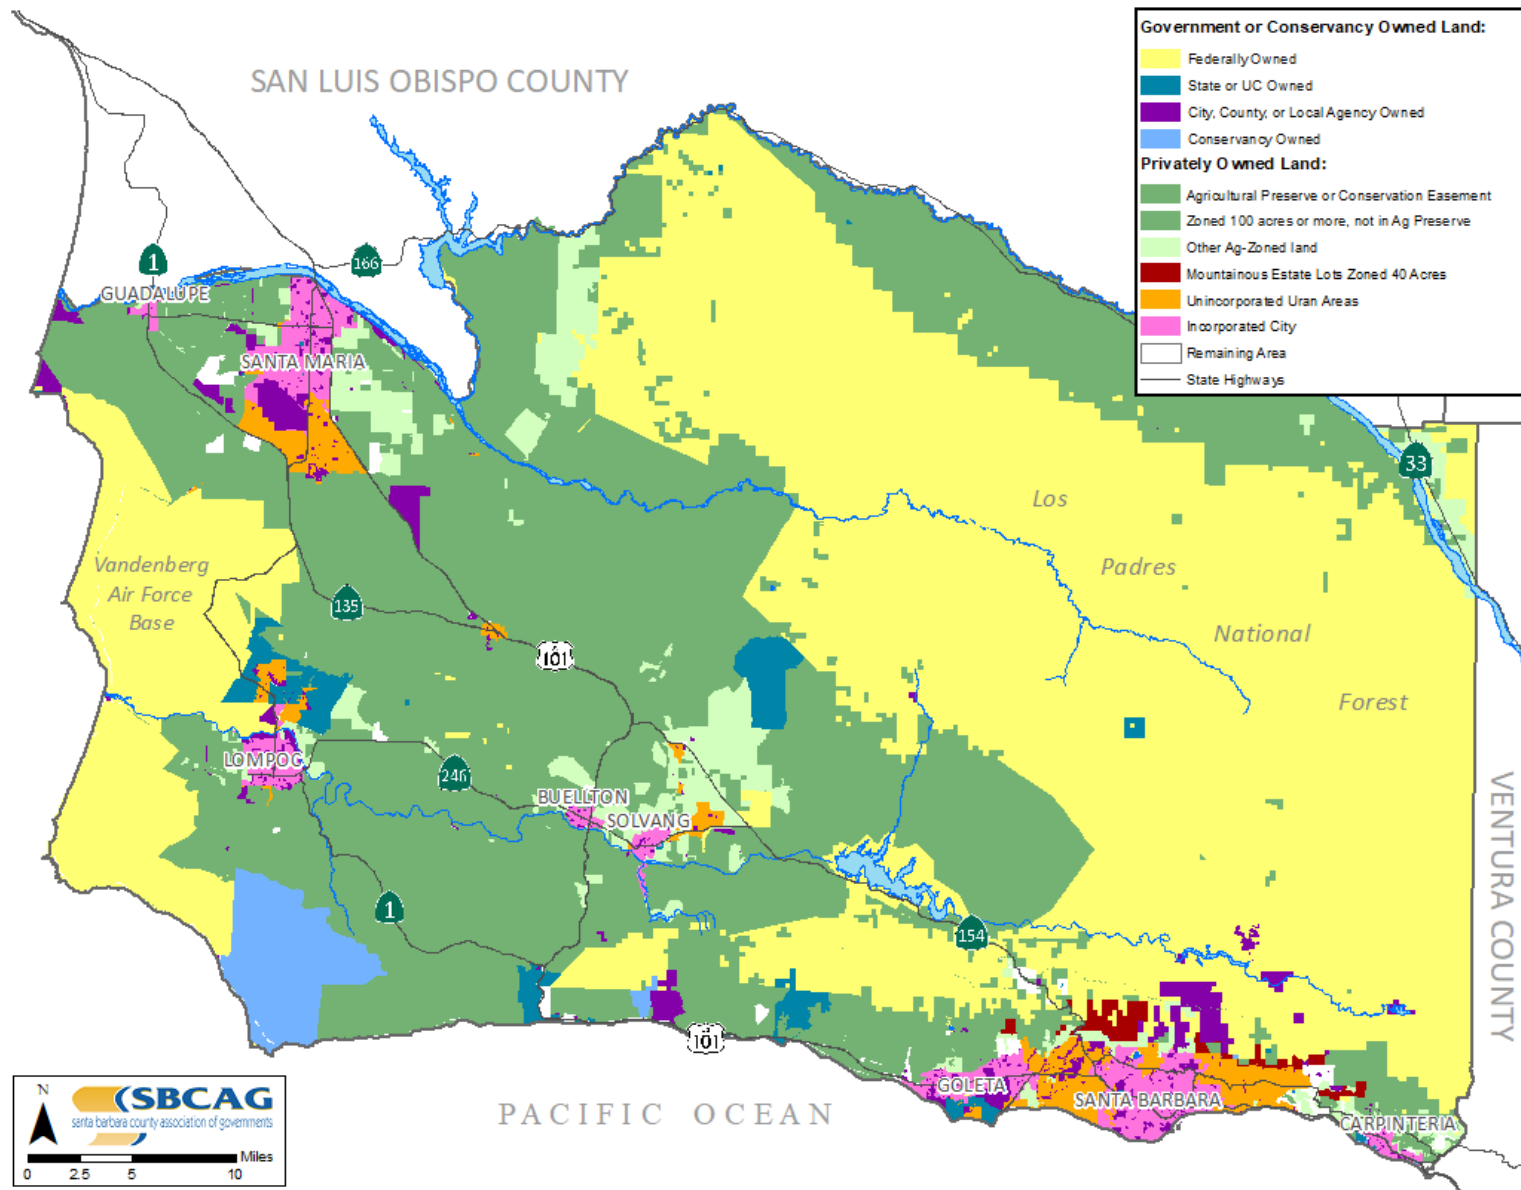 SAN LUIS OBISPO COUNTY
Government or Conservancy Owned Land:
Federally Owned
State or UC Owned
City, County, or Local Agency Owned
Conservancy Owned
Privately Owned Land:
Agricultural Preserve or Conservation Easement
Zoned 100 acres or more, not in Ag Preserve
Other Ag-Zoned land
Mountainous Estate Lots Zoned 40 Acres
Unincorporated Uran Areas
Incorporated City
Remaining Area
State Highways
1
166
GUADALUPE
SANTA MARIA
33
Los
Padres
National
Forest
Vandenberg
Air Force
Base
135
101
LOMPOC
246
BUELLTON
SOLVANG
1
154
101
GOLETA
SANTA BARBARA
CARPINTERIA
VENTURA COUNTY
PACIFIC OCEAN
N
SBCAG
santa barbara county association of governments
Miles
0 2.5 5 10